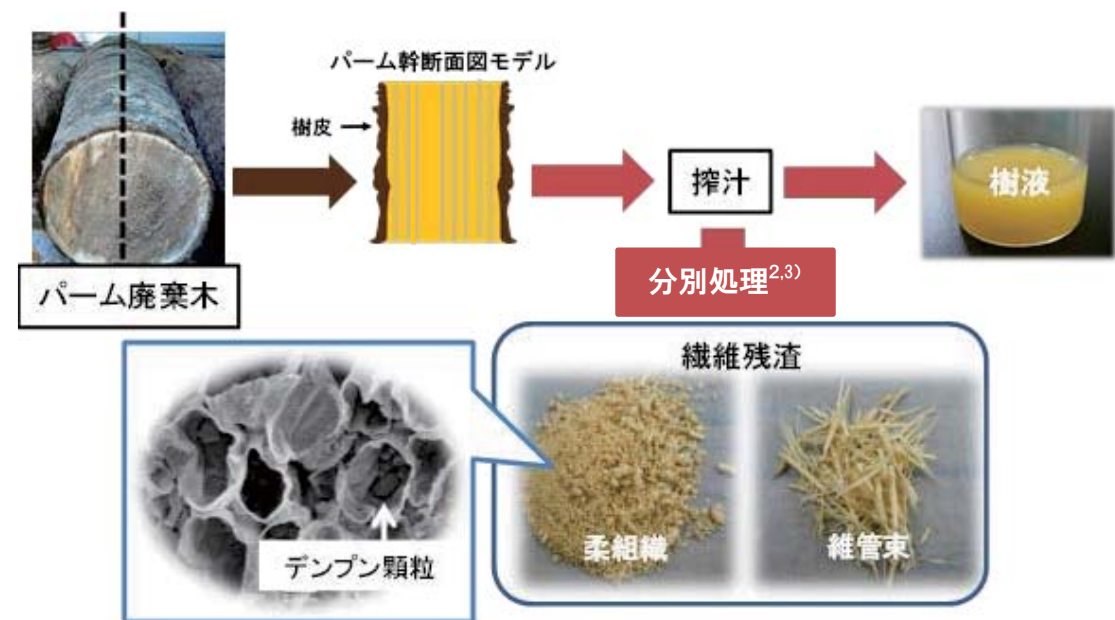 パーム幹断面図モデル
樹皮
搾汁
樹液
パーム廃棄木
分別処理2,3)
繊維残渣
柔組織
維管束
デンプン顆粒